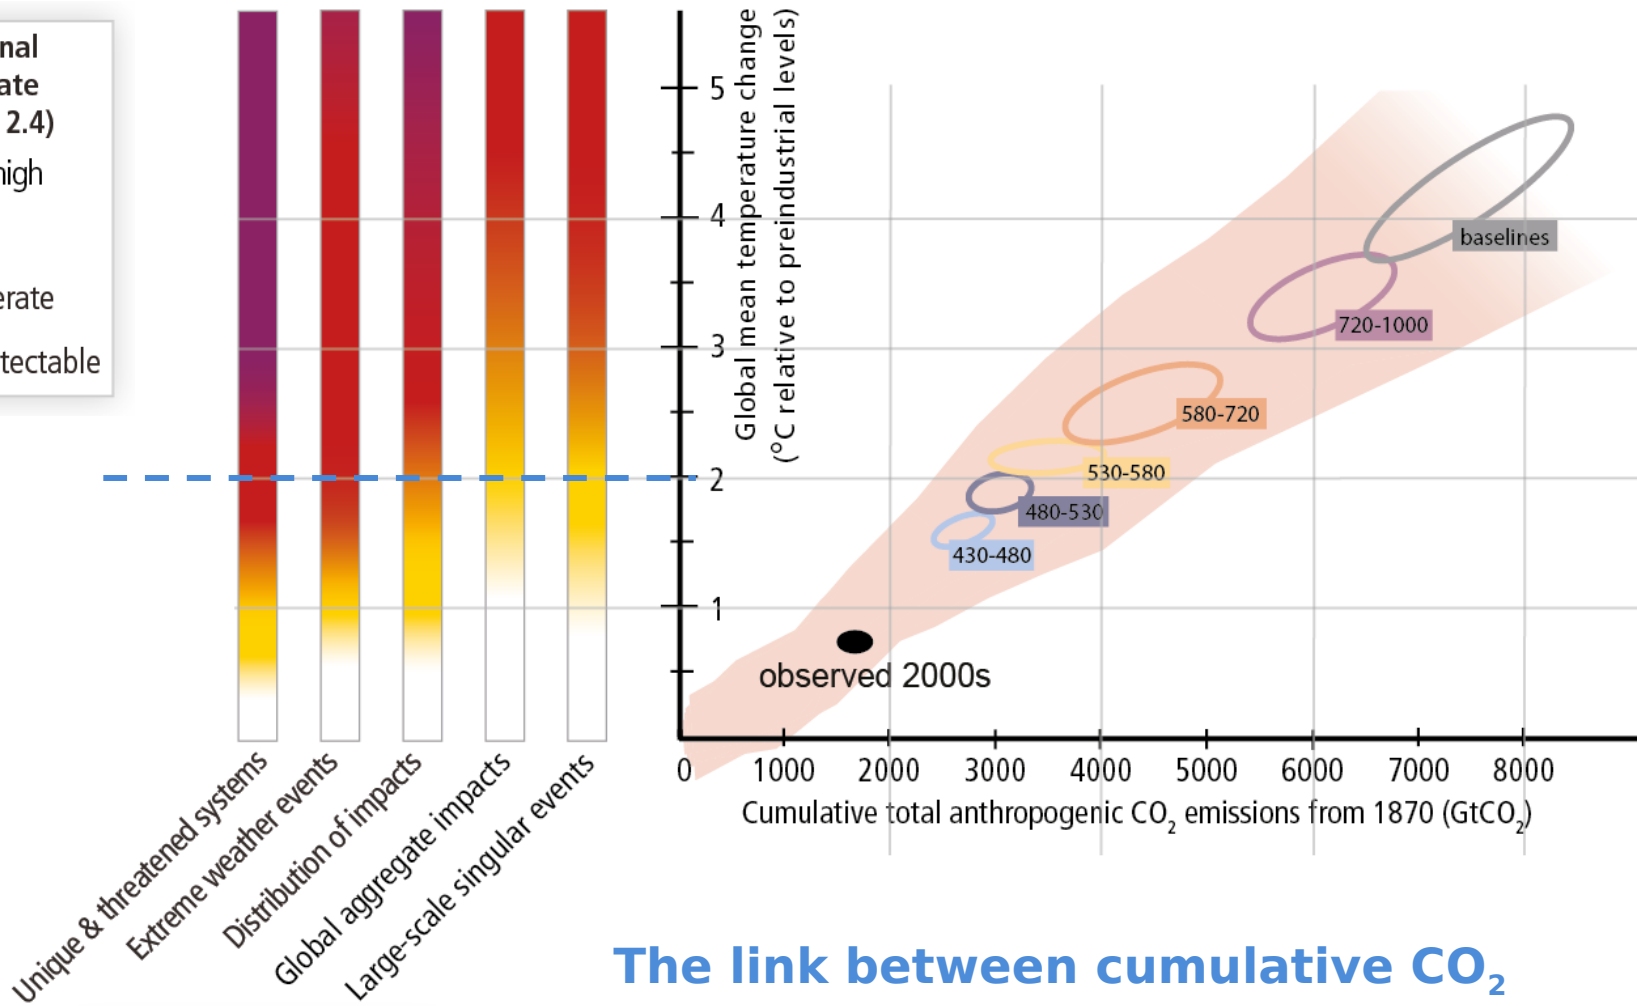 nal
ate
2.4)
high
erate
tectable
Unique & threatened systems
Extreme weather events
Distribution of impacts
Global aggregate impacts
Large-scale singular events
Global mean temperature change
(°C relative to preindustrial levels)
5
4
3
2
1
baselines
720-1000
580-720
530-580
480-530
430-480
observed 2000s
0 1000 2000 3000 4000 5000 6000 7000 8000
Cumulative total anthropogenic CO₂ emissions from 1870 (GtCO₂)
The link between cumulative CO₂